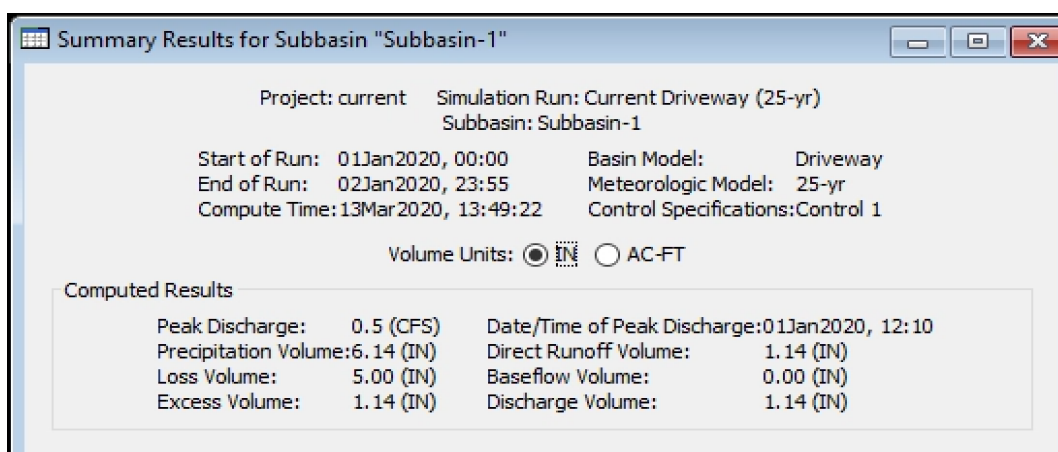 Summary Results for Subbasin "Subbasin-1"
Project: current Simulation Run: Current Driveway (25-yr)
Subbasin: Subbasin-1
Start of Run: 01Jan2020, 00:00 Basin Model: Driveway
End of Run: 02Jan2020, 23:55 Meteorologic Model: 25-yr
Compute Time:13Mar2020, 13:49:22 Control Specifications:Control 1
Volume Units: IN AC-FT
Computed Results
Peak Discharge: 0.5 (CFS) Date/Time of Peak Discharge:01Jan2020, 12:10
Precipitation Volume:6.14 (IN) Direct Runoff Volume: 1.14 (IN)
Loss Volume: 5.00 (IN) Baseflow Volume: 0.00 (IN)
Excess Volume: 1.14 (IN) Discharge Volume: 1.14 (IN)